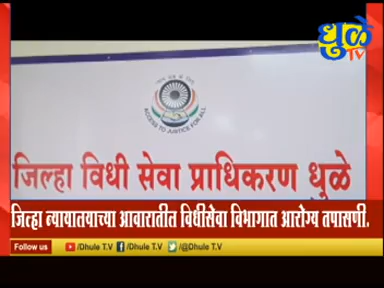 धुळे
TV
ACCESS TO JUSTICE FOR ALL
जिल्हा विधी सेवा प्राधिकरण धुळे
जिल्हा न्यायालयाच्या आवारातील विधीसेवा विभागात आरोग्य तपासणी.
Follow us
/Dhule T.V
/Dhule T.V
/@Dhule T.V